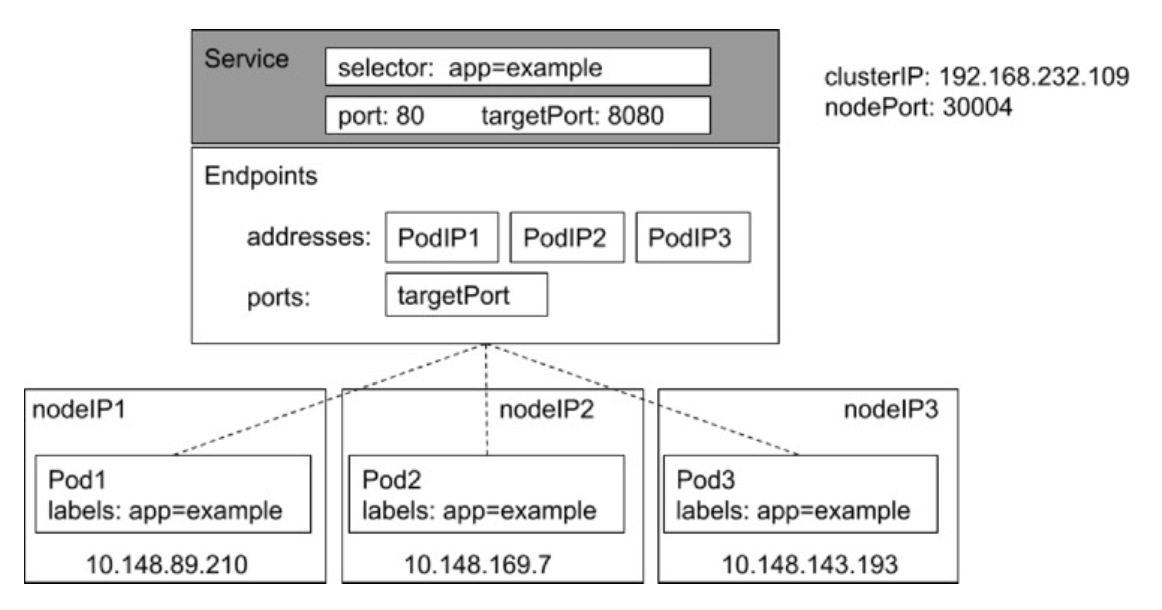 Service
selector: app=example
port: 80 targetPort: 8080
clusterIP: 192.168.232.109
nodePort: 30004
Endpoints
addresses: PodIP1 PodIP2 PodIP3
ports: targetPort
nodeIP1
Pod1
labels: app=example
10.148.89.210
nodeIP2
Pod2
labels: app=example
10.148.169.7
nodeIP3
Pod3
labels: app=example
10.148.143.193